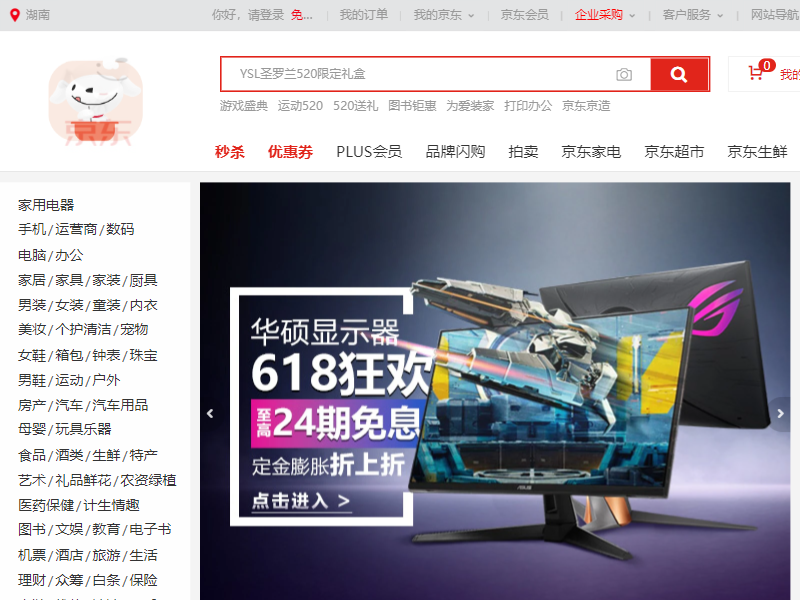 湖南 你好，请登录 免... 我的订单 我的京东 京东会员 企业采购 客户服务 网站导航
京东
YSL圣罗兰520限定礼盒
0 我的
游戏盛典 运动520 520送礼 图书钜惠 为爱装家 打印办公 京东京造
秒杀 优惠券 PLUS会员 品牌闪购 拍卖 京东家电 京东超市 京东生鲜
家用电器
手机/运营商/数码
电脑/办公
家居/家具/家装/厨具
男装/女装/童装/内衣
美妆/个护清洁/宠物
女鞋/箱包/钟表/珠宝
男鞋/运动/户外
房产/汽车/汽车用品
母婴/玩具乐器
食品/酒类/生鲜/特产
艺术/礼品鲜花/农资绿植
医药保健/计生情趣
图书/文娱/教育/电子书
机票/酒店/旅游/生活
理财/众筹/白条/保险
华硕显示器
618狂欢
至高24期免息
定金膨胀折上折
点击进入 >